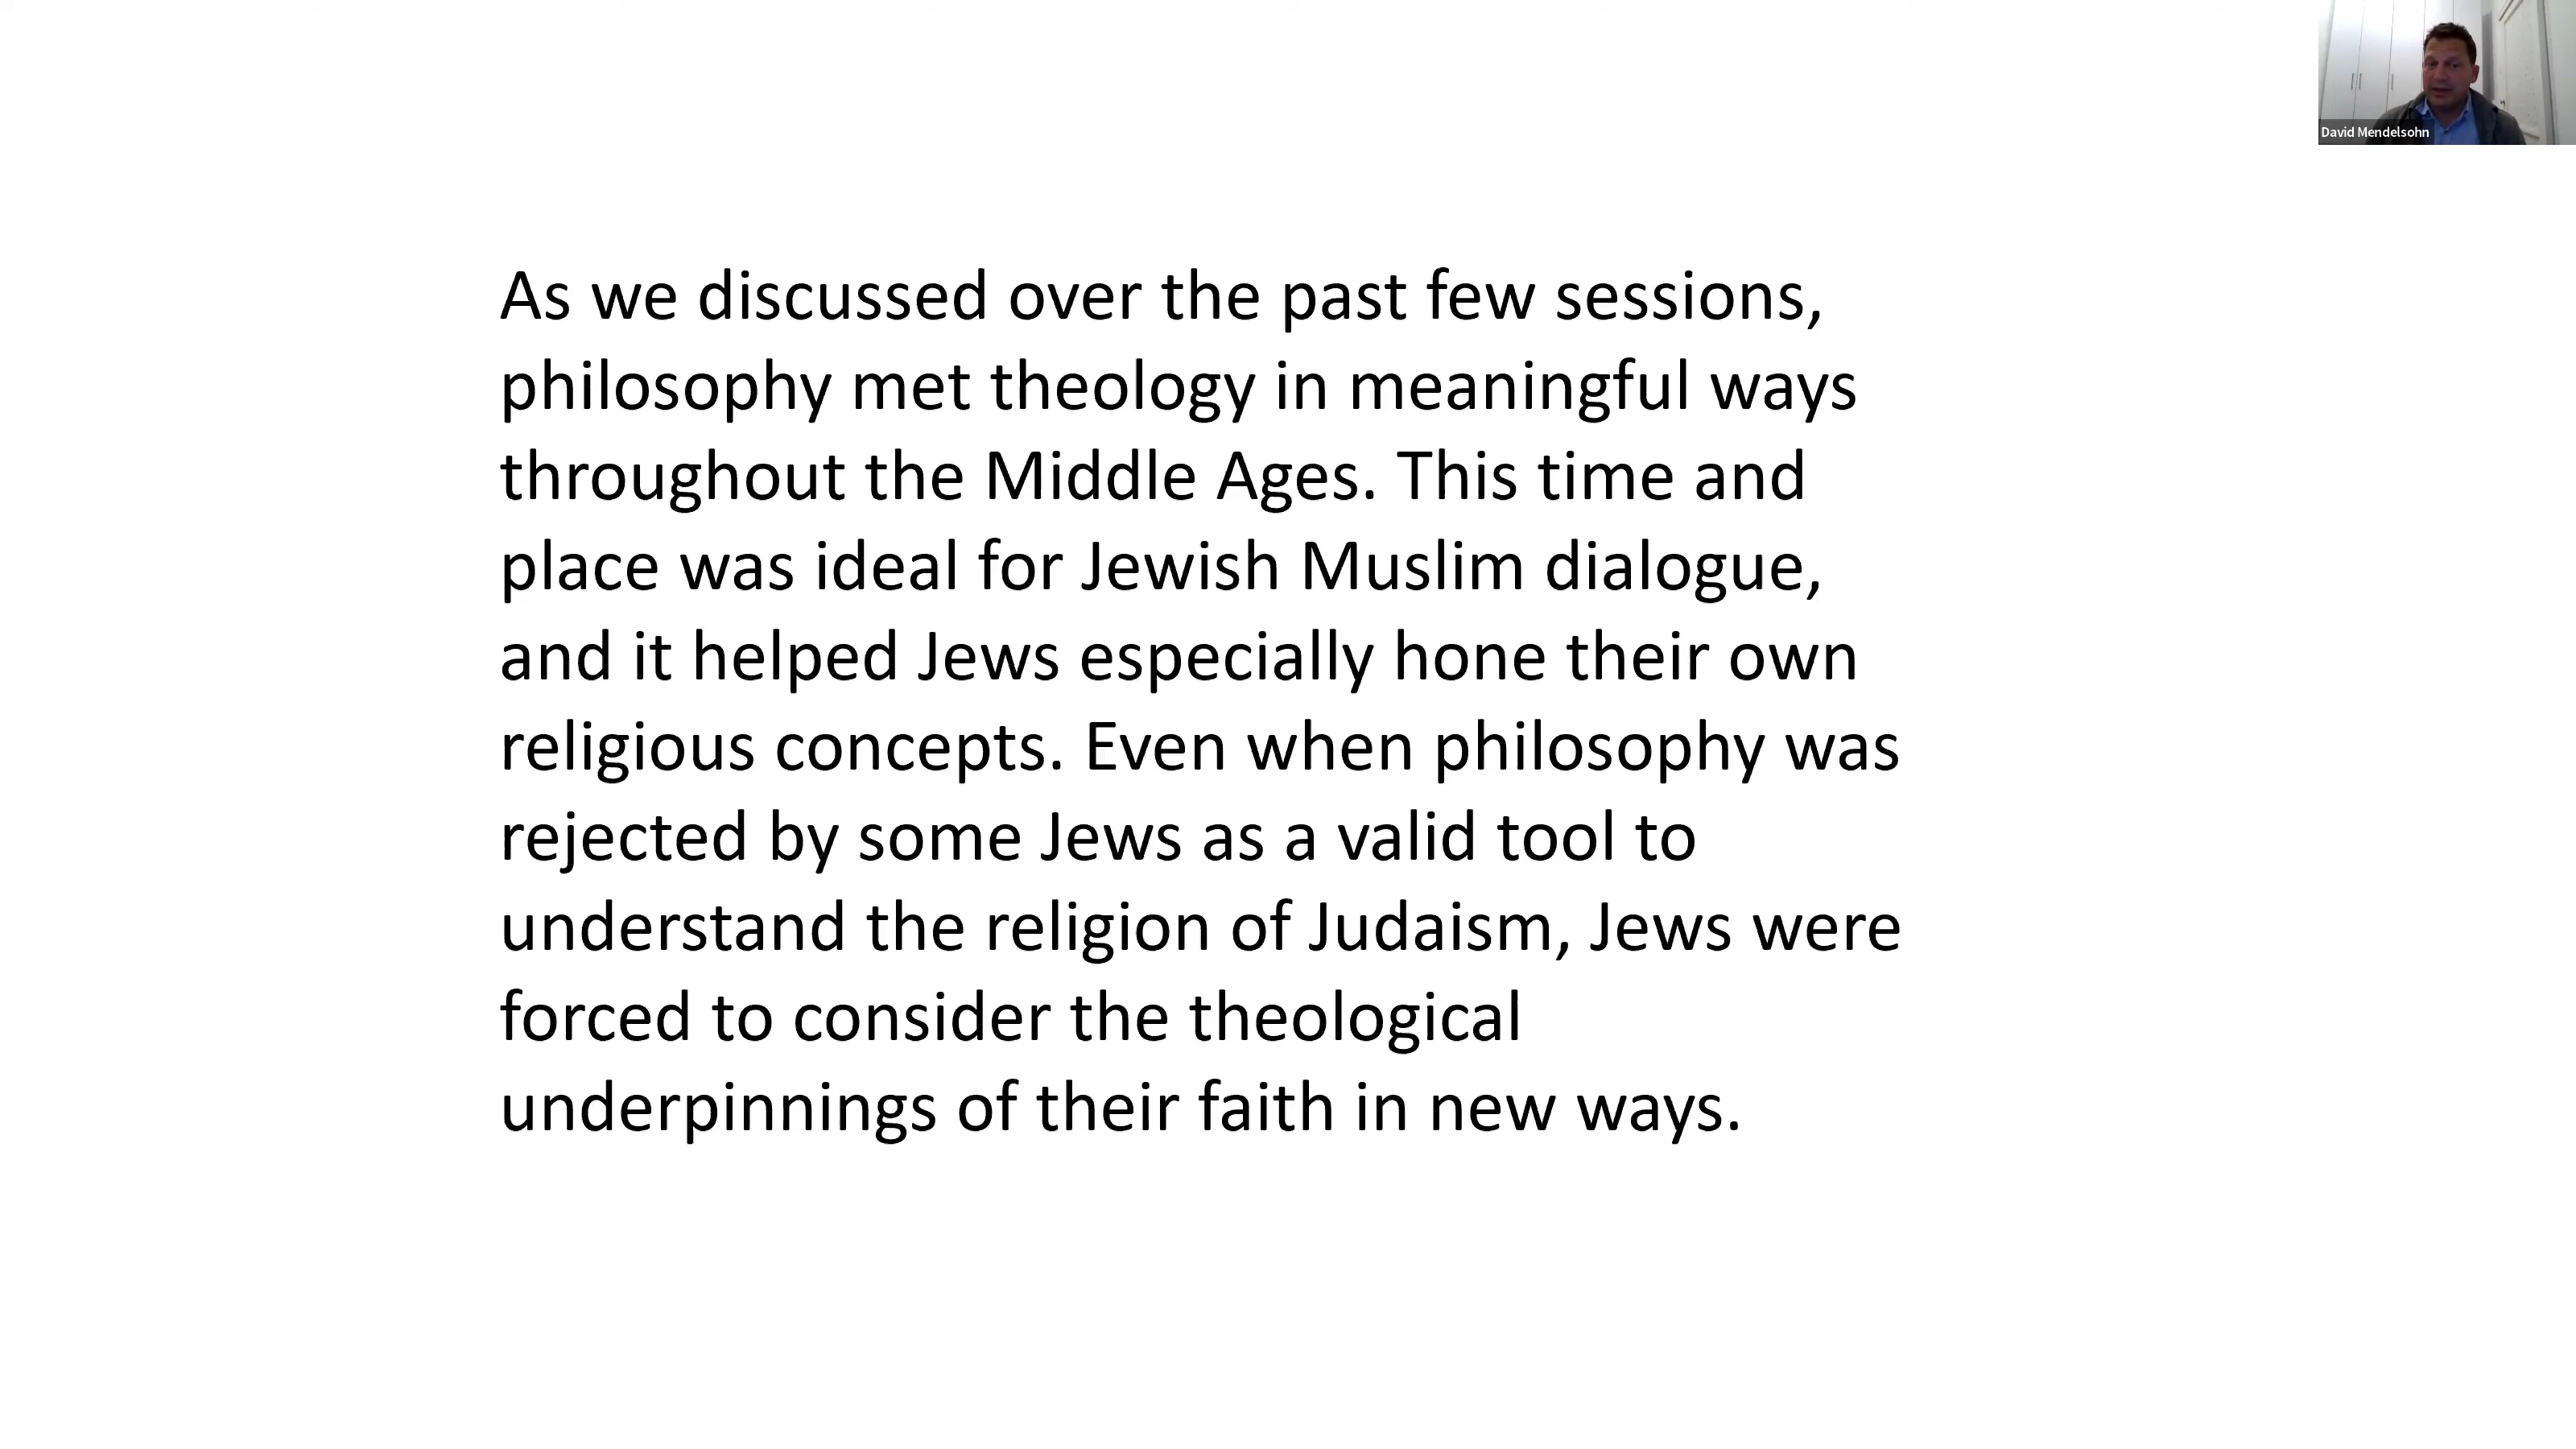 David Mendelsohn
As we discussed over the past few sessions,
philosophy met theology in meaningful ways
throughout the Middle Ages. This time and
place was ideal for Jewish Muslim dialogue,
and it helped Jews especially hone their own
religious concepts. Even when philosophy was
rejected by some Jews as a valid tool to
understand the religion of Judaism, Jews were
forced to consider the theological
underpinnings of their faith in new ways.